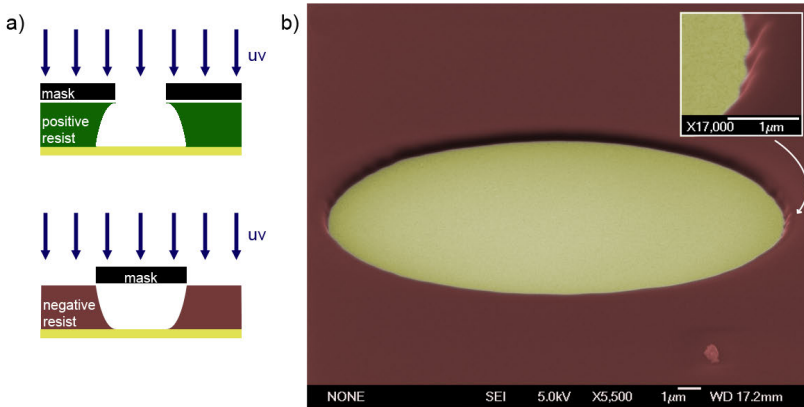 a)
uv
mask
positive
resist
uv
mask
negative
resist
b)
X17,000 1μm
NONE SEI 5.0kV X5,500 1μm WD 17.2mm